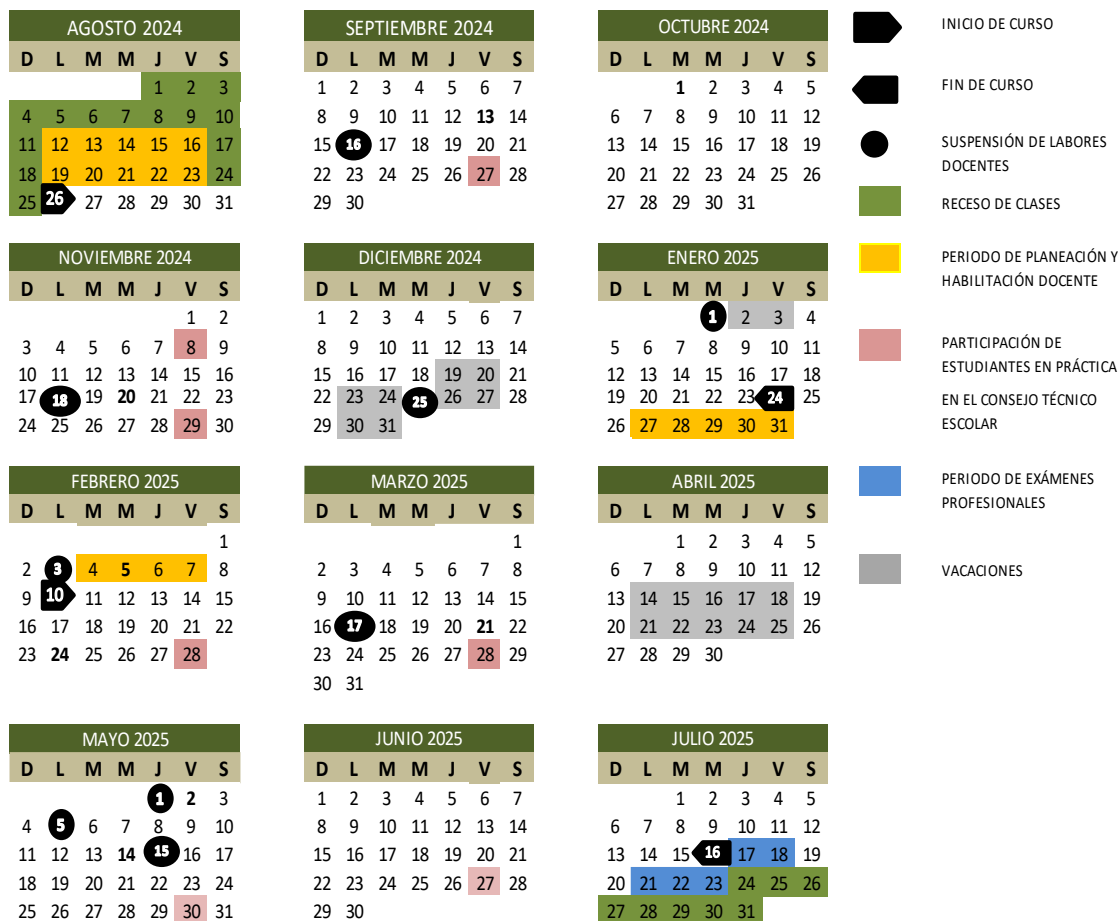 AGOSTO 2024
D L M M J V S
1 2 3
4 5 6 7 8 9 10
11 12 13 14 15 16 17
18 19 20 21 22 23 24
25 26 27 28 29 30 31
SEPTIEMBRE 2024
D L M M J V S
1 2 3 4 5 6 7
8 9 10 11 12 13 14
15 16 17 18 19 20 21
22 23 24 25 26 27 28
29 30
OCTUBRE 2024
D L M M J V S
1 2 3 4 5
6 7 8 9 10 11 12
13 14 15 16 17 18 19
20 21 22 23 24 25 26
27 28 29 30 31
NOVIEMBRE 2024
D L M M J V S
1 2
3 4 5 6 7 8 9
10 11 12 13 14 15 16
17 18 19 20 21 22 23
24 25 26 27 28 29 30
DICIEMBRE 2024
D L M M J V S
1 2 3 4 5 6 7
8 9 10 11 12 13 14
15 16 17 18 19 20 21
22 23 24 25 26 27 28
29 30 31
ENERO 2025
D L M M J V S
1 2 3 4
5 6 7 8 9 10 11
12 13 14 15 16 17 18
19 20 21 22 23 24 25
26 27 28 29 30 31
FEBRERO 2025
D L M M J V S
1
2 3 4 5 6 7 8
9 10 11 12 13 14 15
16 17 18 19 20 21 22
23 24 25 26 27 28
MARZO 2025
D L M M J V S
1
2 3 4 5 6 7 8
9 10 11 12 13 14 15
16 17 18 19 20 21 22
23 24 25 26 27 28 29
30 31
ABRIL 2025
D L M M J V S
1 2 3 4 5
6 7 8 9 10 11 12
13 14 15 16 17 18 19
20 21 22 23 24 25 26
27 28 29 30
MAYO 2025
D L M M J V S
1 2 3
4 5 6 7 8 9 10
11 12 13 14 15 16 17
18 19 20 21 22 23 24
25 26 27 28 29 30 31
JUNIO 2025
D L M M J V S
1 2 3 4 5 6 7
8 9 10 11 12 13 14
15 16 17 18 19 20 21
22 23 24 25 26 27 28
29 30
JULIO 2025
D L M M J V S
1 2 3 4 5
6 7 8 9 10 11 12
13 14 15 16 17 18 19
20 21 22 23 24 25 26
27 28 29 30 31
INICIO DE CURSO
FIN DE CURSO
SUSPENSIÓN DE LABORES
DOCENTES
RECESO DE CLASES
PERIODO DE PLANEACIÓN Y
HABILITACIÓN DOCENTE
PARTICIPACIÓN DE
ESTUDIANTES EN PRÁCTICA
EN EL CONSEJO TÉCNICO
ESCOLAR
PERIODO DE EXÁMENES
PROFESIONALES
VACACIONES